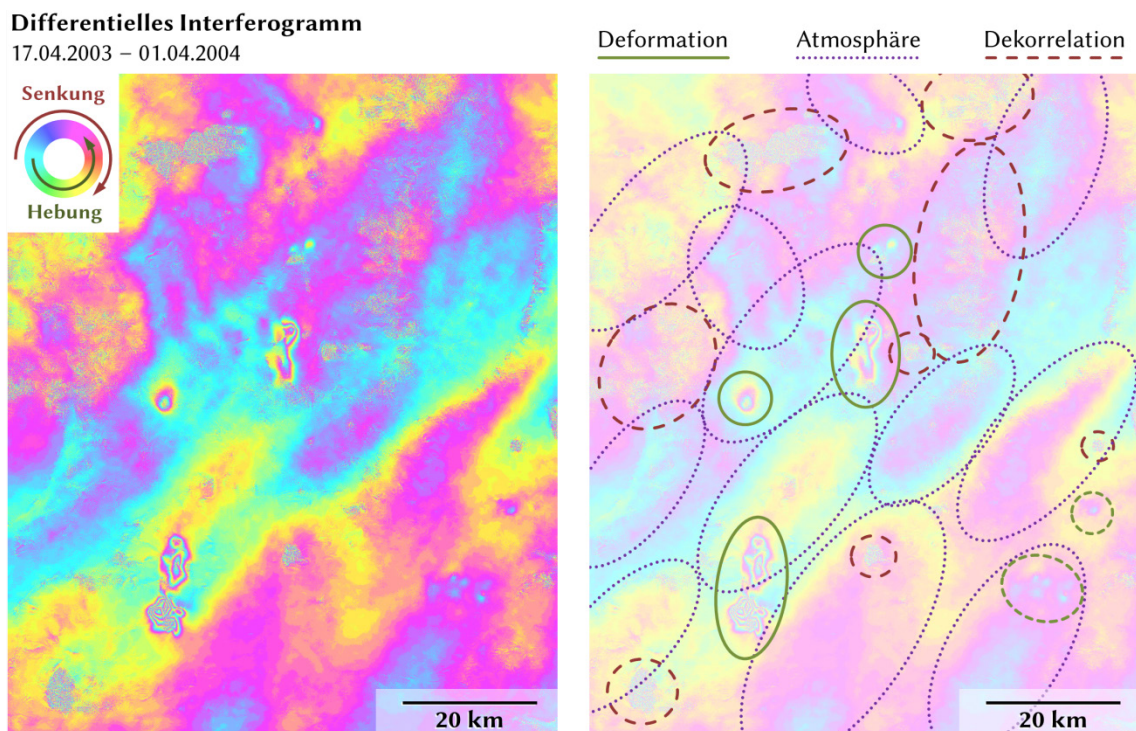 Differentielles Interferogramm
17.04.2003 – 01.04.2004
Senkung
Hebung
20 km
Deformation
Atmosphäre
Dekorrelation
20 km